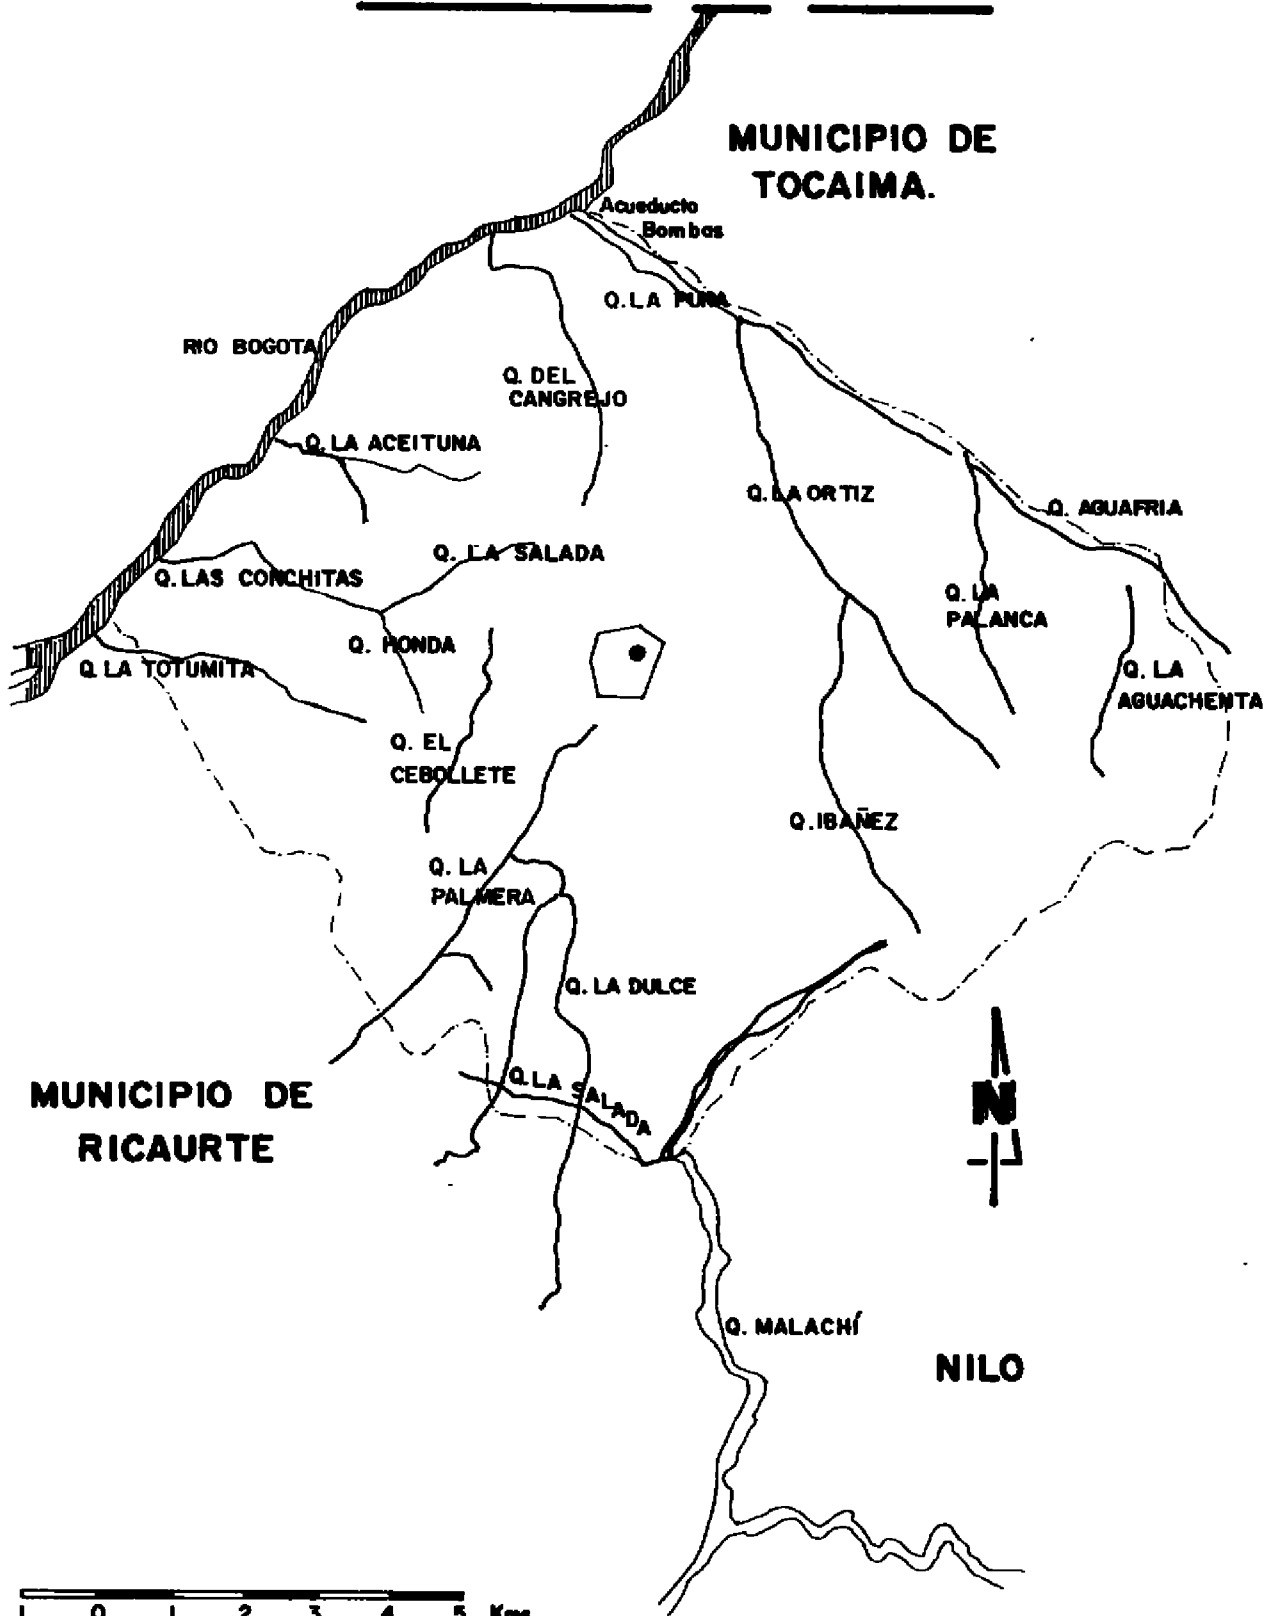 MUNICIPIO DE
TOCAIMA.
Acueducto
Bombas
Q. LA PUNA
RIO BOGOTA
Q. DEL
CANGREJO
Q. LA ACEITUNA
Q. LA ORTIZ
Q. AGUAFRIA
Q. LA SALADA
Q. LAS CONCHITAS
Q. LA
PALANCA
Q. HONDA
Q. LA TOTUMITA
Q. LA
AGUACHENTA
Q. EL
CEBOLLETE
Q. IBAÑEZ
Q. LA
PALMERA
Q. LA DULCE
Q. LA SALADA
MUNICIPIO DE
RICAURTE
N
Q. MALACHÍ
NILO
1 0 1 2 3 4 5 Kms